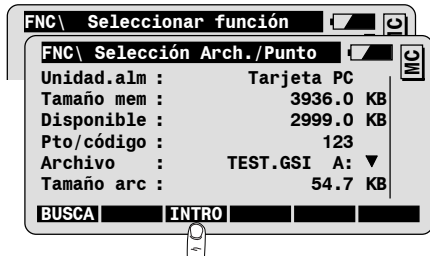 FNC\ Seleccionar función
MC
FNC\ Selección Arch./Punto
MC
Unidad.alm : Tarjeta PC
Tamaño mem : 3936.0 KB
Disponible : 2999.0 KB
Pto/código : 123
Archivo : TEST.GSI A: ▼
Tamaño arc : 54.7 KB
BUSCA INTRO